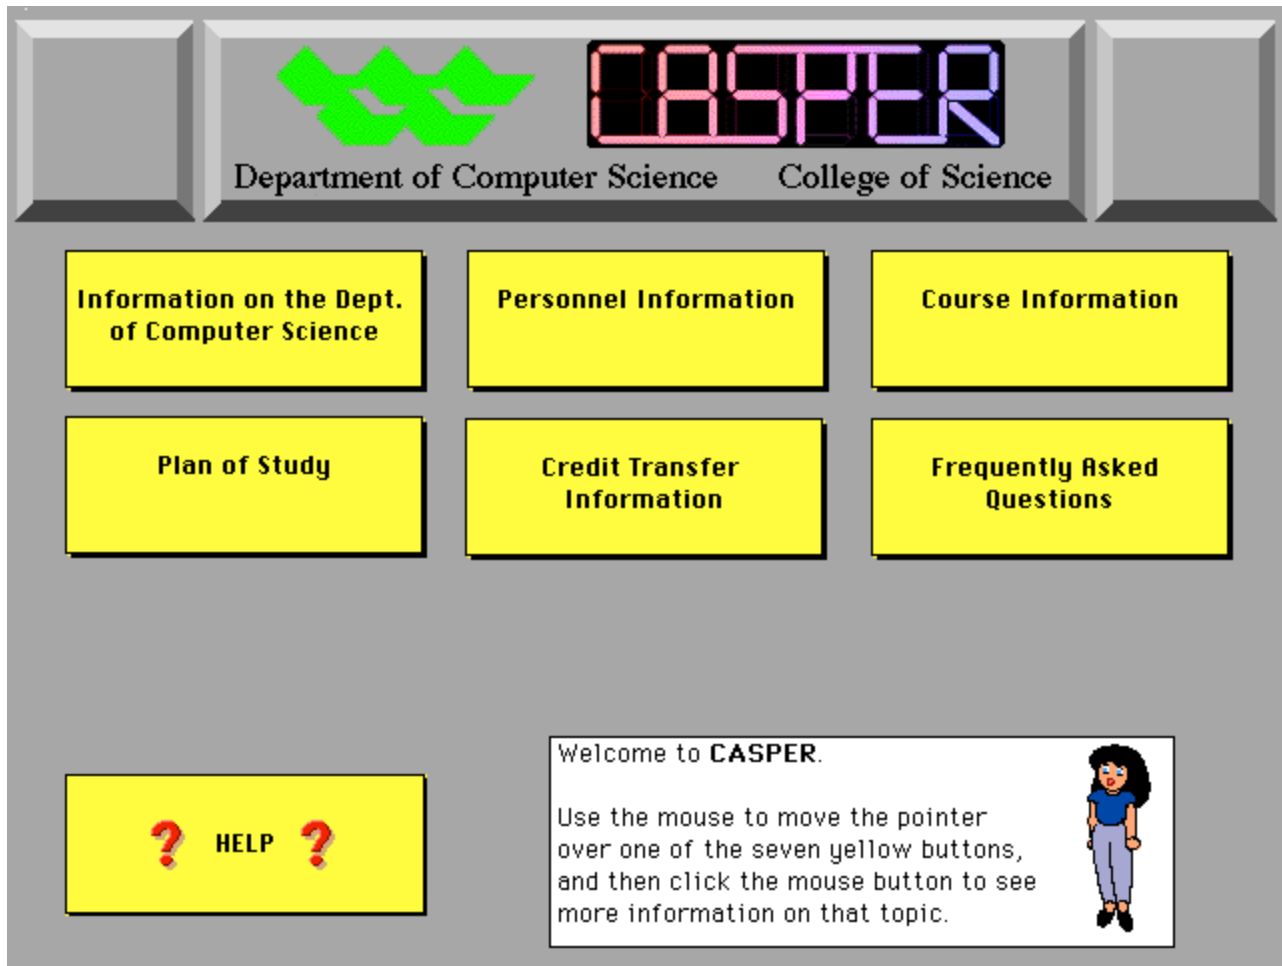 CASPER
Department of Computer Science College of Science
Information on the Dept.
of Computer Science
Personnel Information
Course Information
Plan of Study
Credit Transfer
Information
Frequently Asked
Questions
? HELP ?
Welcome to CASPER.
Use the mouse to move the pointer
over one of the seven yellow buttons,
and then click the mouse button to see
more information on that topic.